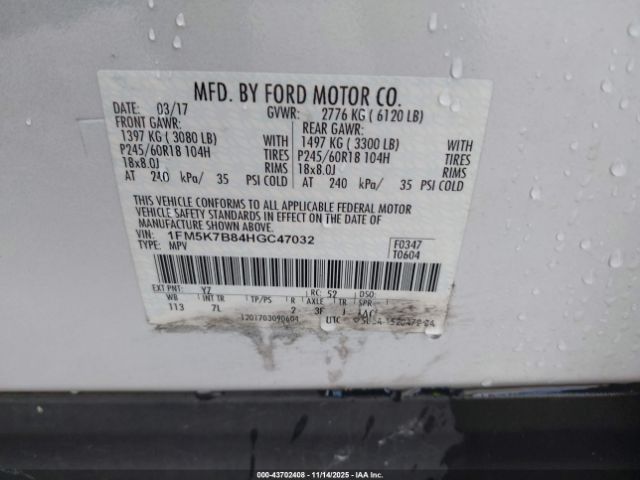 MFD. BY FORD MOTOR CO.
DATE: 03/17 GVWR: 2776 KG ( 6120 LB)
FRONT GAWR: REAR GAWR:
1397 KG ( 3080 LB) WITH 1497 KG ( 3300 LB) WITH
P245/60R18 104H TIRES P245/60R18 104H TIRES
18x8.0J RIMS 18x8.0J RIMS
AT 240 kPa/ 35 PSI COLD AT 240 kPa/ 35 PSI COLD
THIS VEHICLE CONFORMS TO ALL APPLICABLE FEDERAL MOTOR
VEHICLE SAFETY STANDARDS IN EFFECT ON THE DATE OF
MANUFACTURE SHOWN ABOVE.
VIN: 1FM5K7B84HGC47032 F0347
TYPE: MPV T0604
EXT PNT: YZ RC: 52 DSO:
WB INT TR TP/PS R AXLE TR SPR
113 7L 2 3F J
1201703090604 UTC
© 43702408 - 11/14/2025 - IAA Inc.